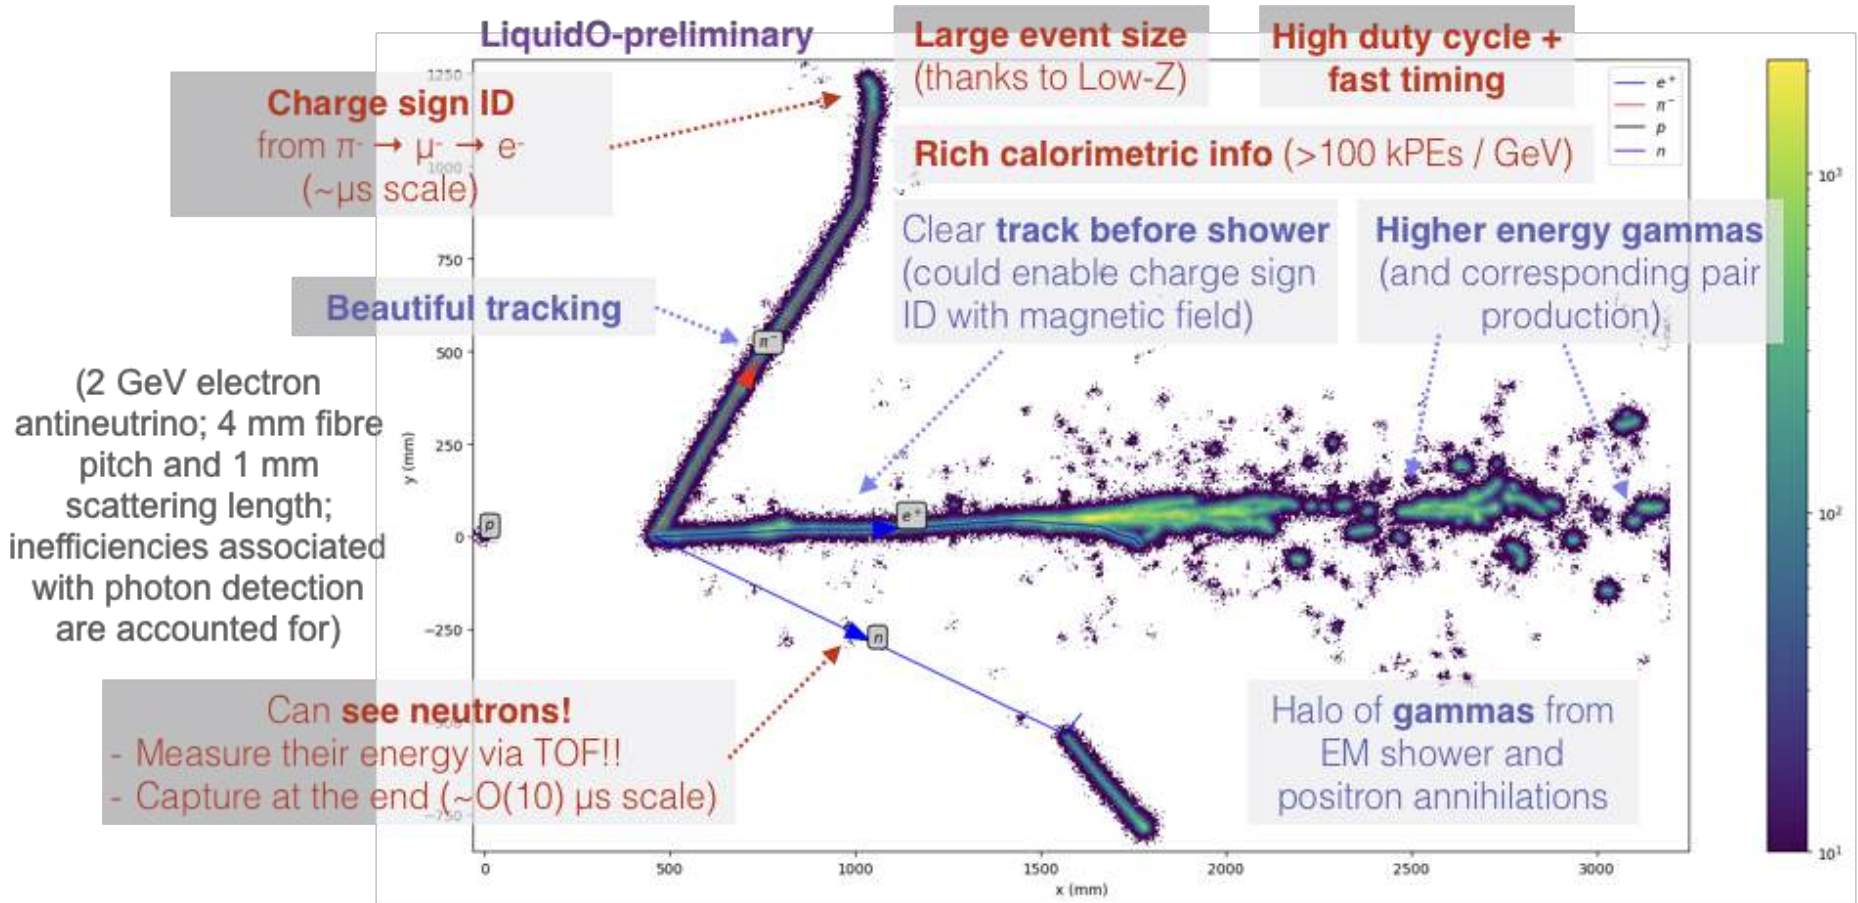 LiquidO-preliminary
Large event size
(thanks to Low-Z)
High duty cycle +
fast timing
Charge sign ID
from π- → μ- → e-
(~μs scale)
Rich calorimetric info (>100 kPEs / GeV)
e⁺
π⁻
p
n
Clear track before shower
(could enable charge sign
ID with magnetic field)
Higher energy gammas
(and corresponding pair
production)
Beautiful tracking
(2 GeV electron
antineutrino; 4 mm fibre
pitch and 1 mm
scattering length;
inefficiencies associated
with photon detection
are accounted for)
π⁻
p
e⁺
n
Can see neutrons!
- Measure their energy via TOF!!
- Capture at the end (~O(10) μs scale)
Halo of gammas from
EM shower and
positron annihilations
1250
1000
750
500
250
0
−250
−750
y (mm)
0 500 1000 1500 2000 2500 3000
x (mm)
10³
10²
10¹